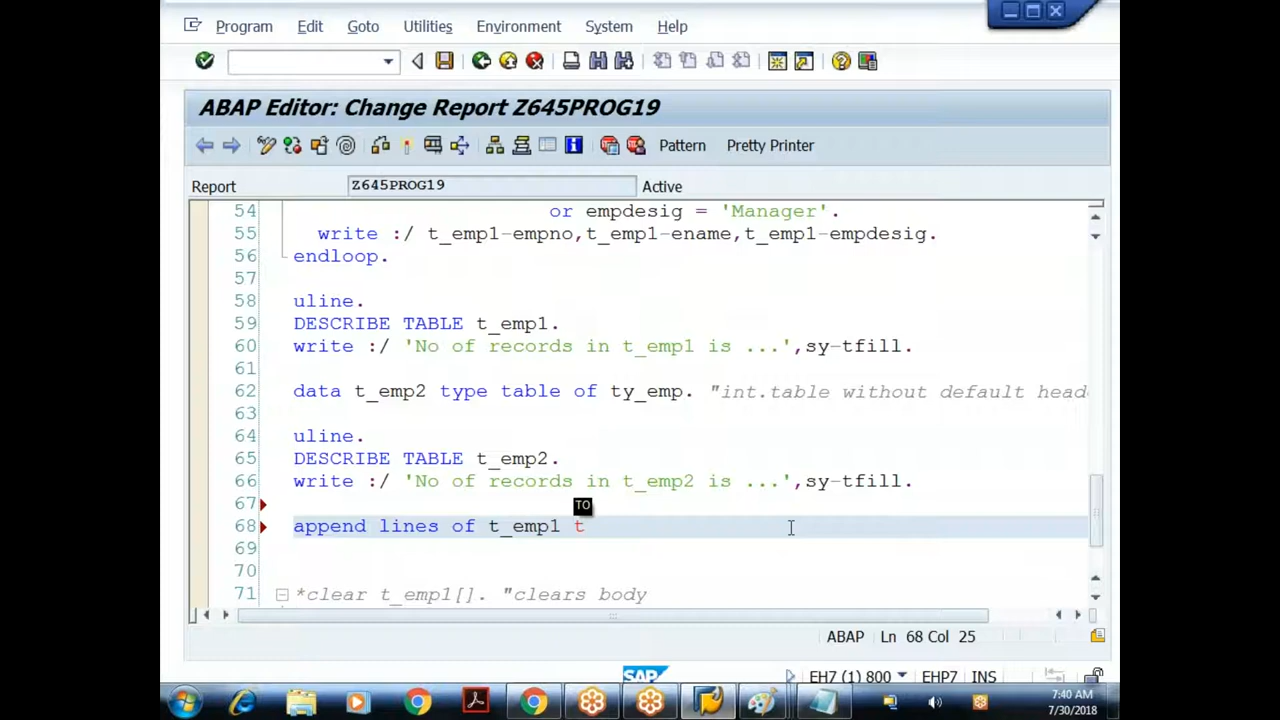 Program Edit Goto Utilities Environment System Help
ABAP Editor: Change Report Z645PROG19
Pattern Pretty Printer
Report Z645PROG19 Active
54 or empdesig = 'Manager'.
55 write :/ t_emp1-empno,t_emp1-ename,t_emp1-empdesig.
56 endloop.
57
58 uline.
59 DESCRIBE TABLE t_emp1.
60 write :/ 'No of records in t_emp1 is ...',sy-tfill.
61
62 data t_emp2 type table of ty_emp. "int.table without default head
63
64 uline.
65 DESCRIBE TABLE t_emp2.
66 write :/ 'No of records in t_emp2 is ...',sy-tfill.
67
TO
68 append lines of t_emp1 t
69
70
71 *clear t_emp1[]. "clears body
ABAP Ln 68 Col 25
SAP EH7 (1) 800 EHP7 INS
7:40 AM
7/30/2018